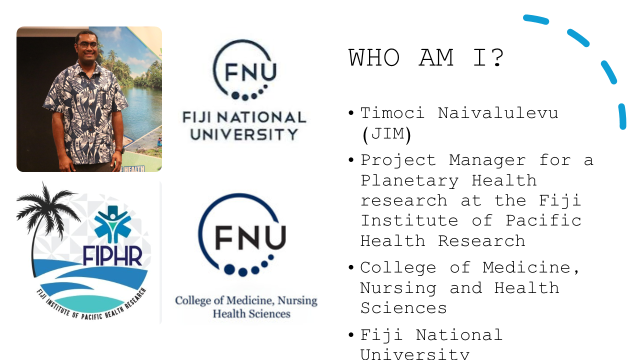 HEALTH
FNU
FIJI NATIONAL
UNIVERSITY
FIPHR
FIJI INSTITUTE OF PACIFIC HEALTH RESEARCH
FNU
College of Medicine, Nursing
Health Sciences
WHO AM I?
• Timoci Naivalulevu
(JIM)
• Project Manager for a
Planetary Health
research at the Fiji
Institute of Pacific
Health Research
• College of Medicine,
Nursing and Health
Sciences
• Fiji National
University